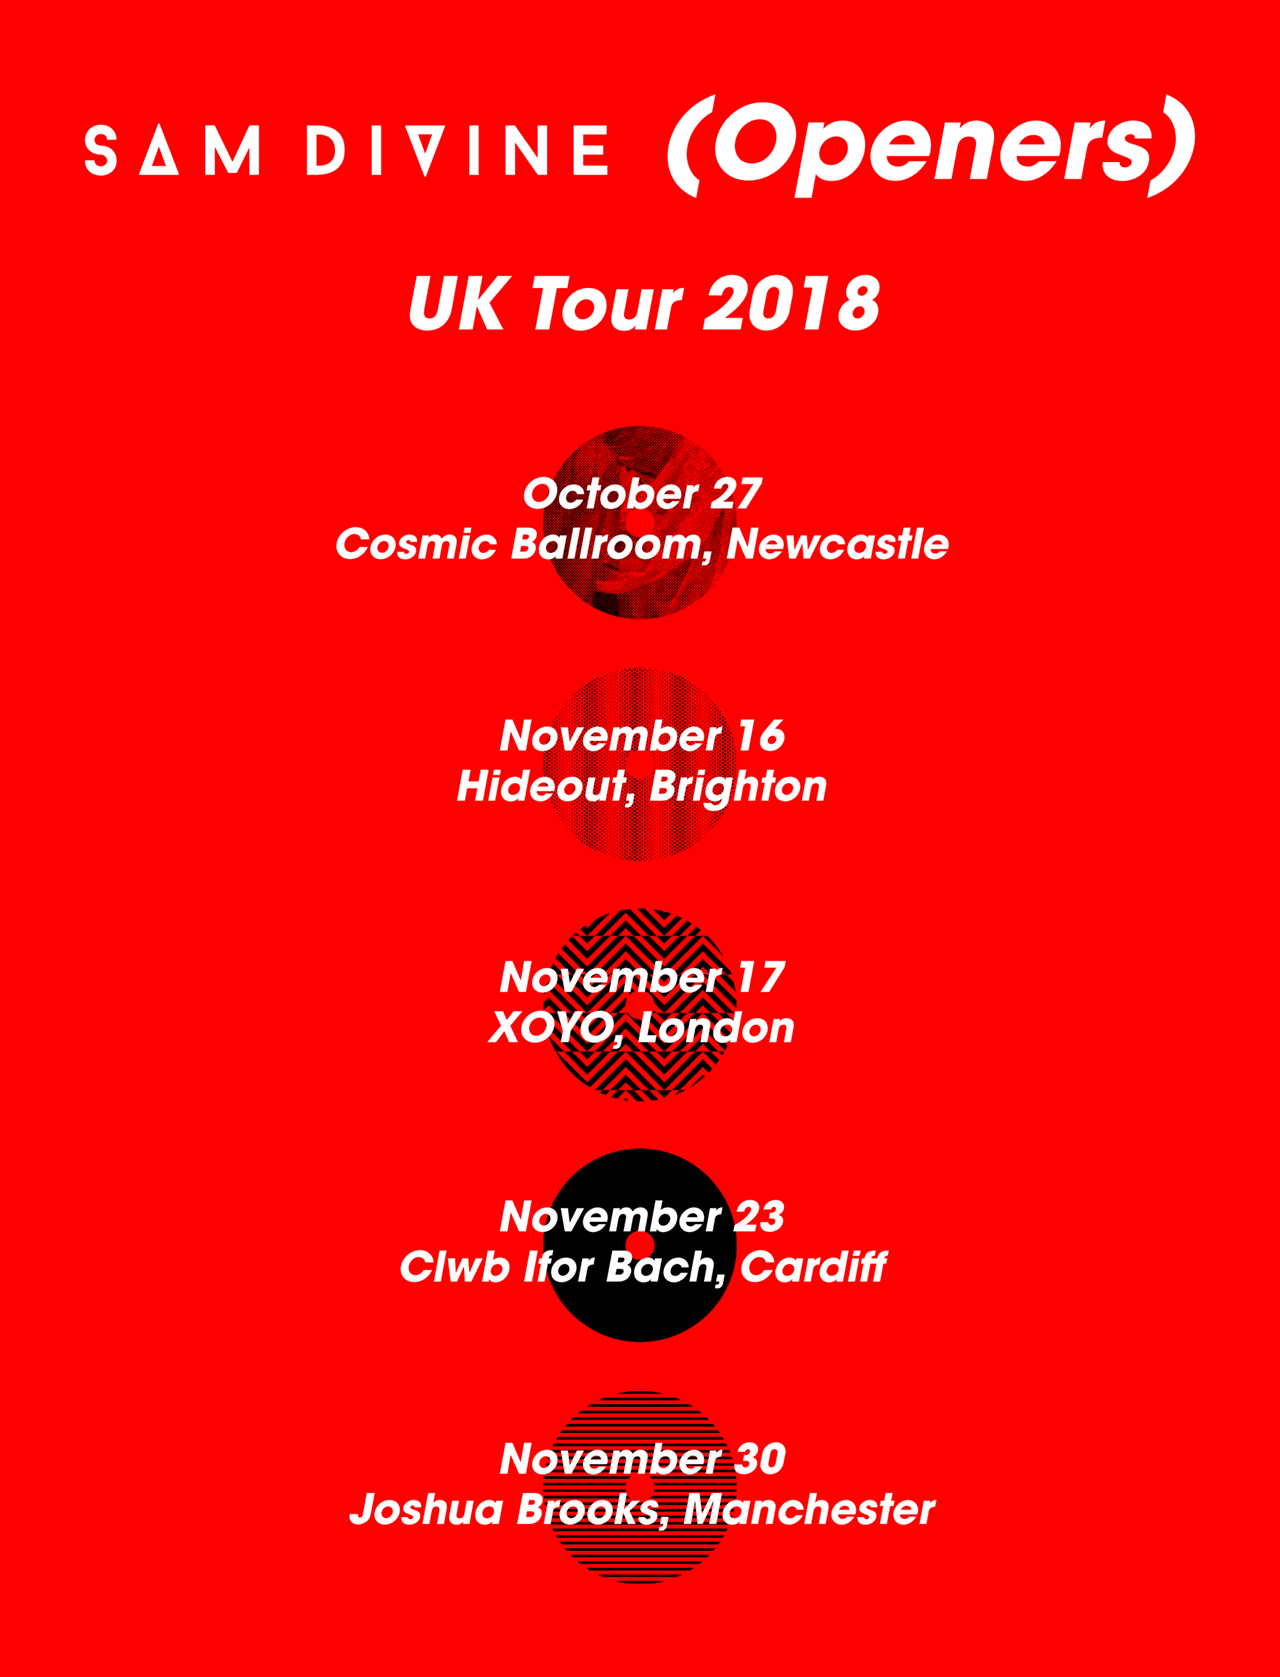 SAM DIVINE (Openers)
UK Tour 2018
October 27
Cosmic Ballroom, Newcastle
November 16
Hideout, Brighton
November 17
XOYO, London
November 23
Clwb Ifor Bach, Cardiff
November 30
Joshua Brooks, Manchester